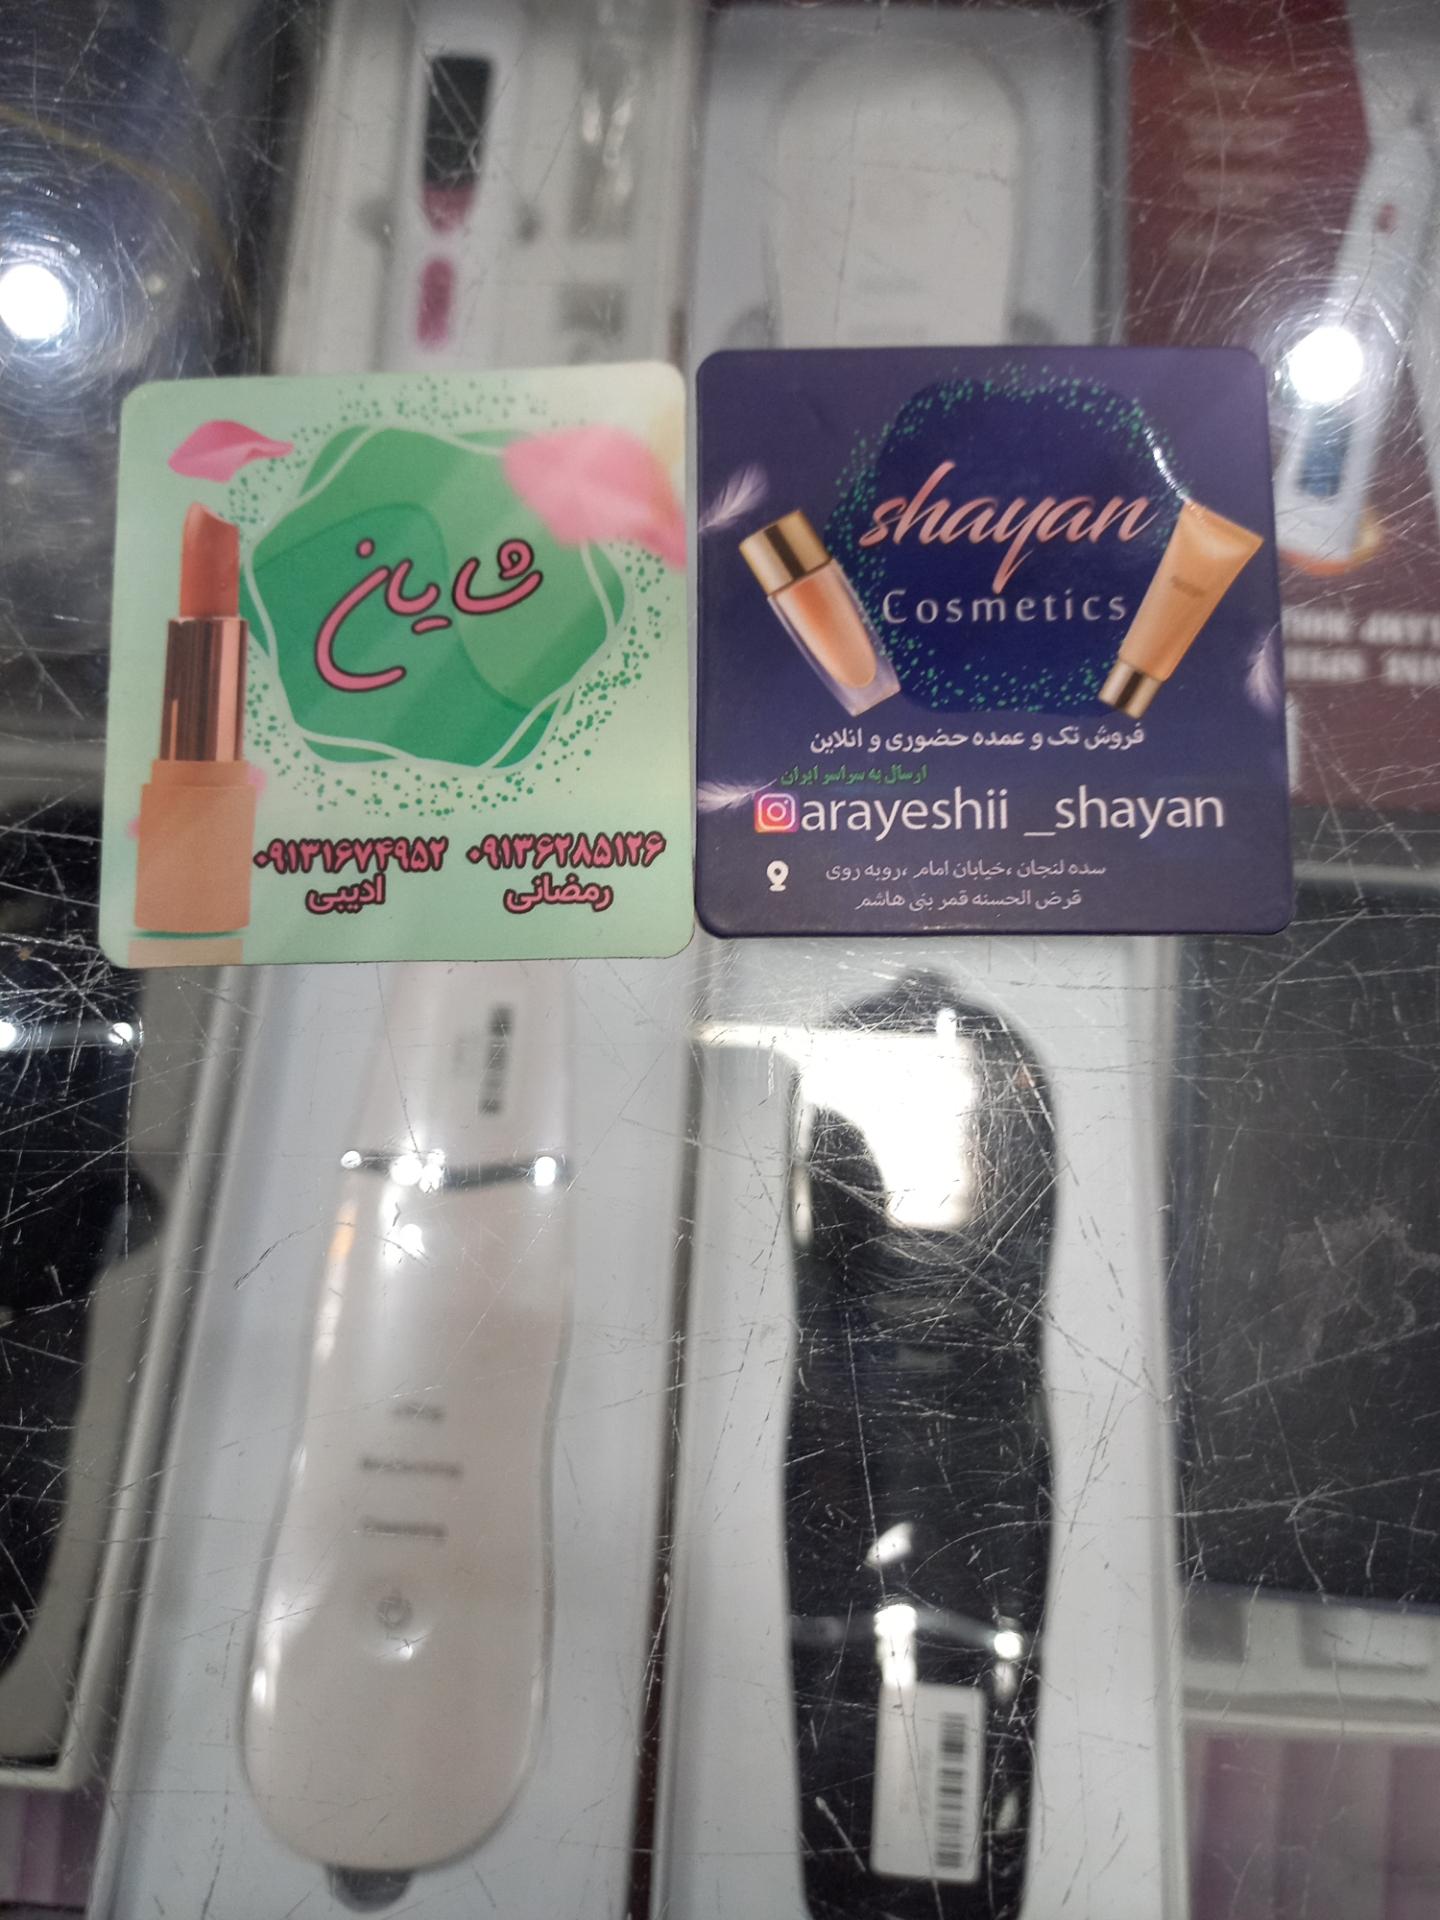 شایان
۰۹۱۳۶۲۸۵۱۲۶
رمضانی
۰۹۱۳۱۶۷۴۹۵۲
ادیبی
shayan
Cosmetics
فروش تک و عمده حضوری و انلاین
ارسال به سراسر ایران
arayeshii _shayan
سده لنجان ،خیابان امام ،روبه روی
قرض الحسنه قمر بنی هاشم